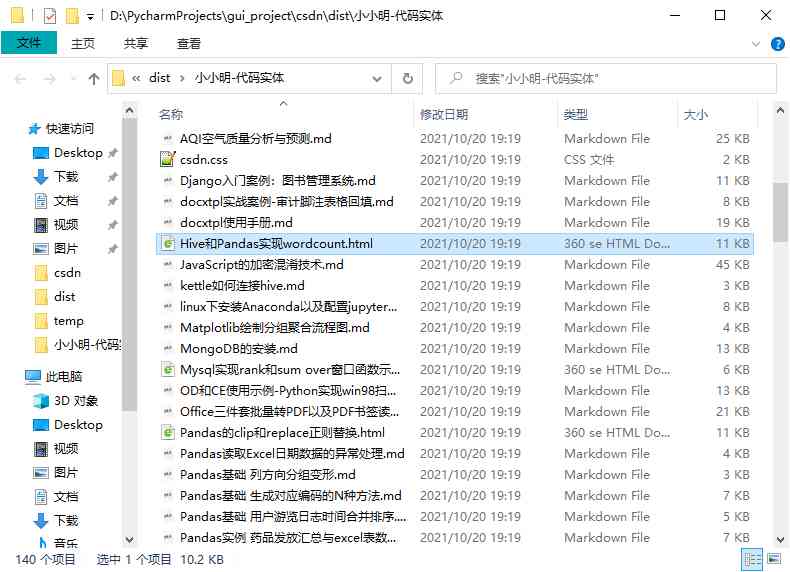 D:\PycharmProjects\gui_project\csdn\dist\小小明-代码实体
文件 主页 共享 查看
« dist › 小小明-代码实体 搜索"小小明-代码实体"
快速访问
Desktop
下载
文档
视频
图片
csdn
dist
temp
小小明-代码实
此电脑
3D 对象
Desktop
视频
图片
文档
下载
音乐
名称 修改日期 类型 大小
AQI空气质量分析与预测.md 2021/10/20 19:19 Markdown File 25 KB
csdn.css 2021/10/20 19:19 CSS 文件 2 KB
Django入门案例：图书管理系统.md 2021/10/20 19:19 Markdown File 11 KB
docxtpl实战案例-审计脚注表格回填.md 2021/10/20 19:19 Markdown File 8 KB
docxtpl使用手册.md 2021/10/20 19:19 Markdown File 19 KB
Hive和Pandas实现wordcount.html 2021/10/20 19:19 360 se HTML Do... 11 KB
JavaScript的加密混淆技术.md 2021/10/20 19:19 Markdown File 45 KB
kettle如何连接hive.md 2021/10/20 19:19 Markdown File 3 KB
linux下安装Anaconda以及配置jupyter... 2021/10/20 19:19 Markdown File 8 KB
Matplotlib绘制分组聚合流程图.md 2021/10/20 19:19 Markdown File 4 KB
MongoDB的安装.md 2021/10/20 19:19 Markdown File 13 KB
Mysql实现rank和sum over窗口函数示... 2021/10/20 19:19 360 se HTML Do... 6 KB
OD和CE使用示例-Python实现win98扫... 2021/10/20 19:19 Markdown File 13 KB
Office三件套批量转PDF以及PDF书签读... 2021/10/20 19:19 Markdown File 21 KB
Pandas的clip和replace正则替换.html 2021/10/20 19:19 360 se HTML Do... 11 KB
Pandas读取Excel日期数据的异常处理.md 2021/10/20 19:19 Markdown File 4 KB
Pandas基础 列方向分组变形.md 2021/10/20 19:19 Markdown File 3 KB
Pandas基础 生成对应编码的N种方法.md 2021/10/20 19:19 Markdown File 7 KB
Pandas基础 用户游览日志时间合并排序.... 2021/10/20 19:19 Markdown File 5 KB
Pandas实例 药品发放汇总与excel表数... 2021/10/20 19:19 Markdown File 7 KB
140 个项目 选中 1 个项目 10.2 KB